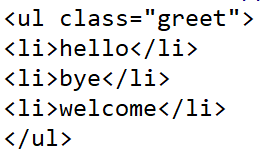 <ul class="greet">
<li>hello</li>
<li>bye</li>
<li>welcome</li>
</ul>